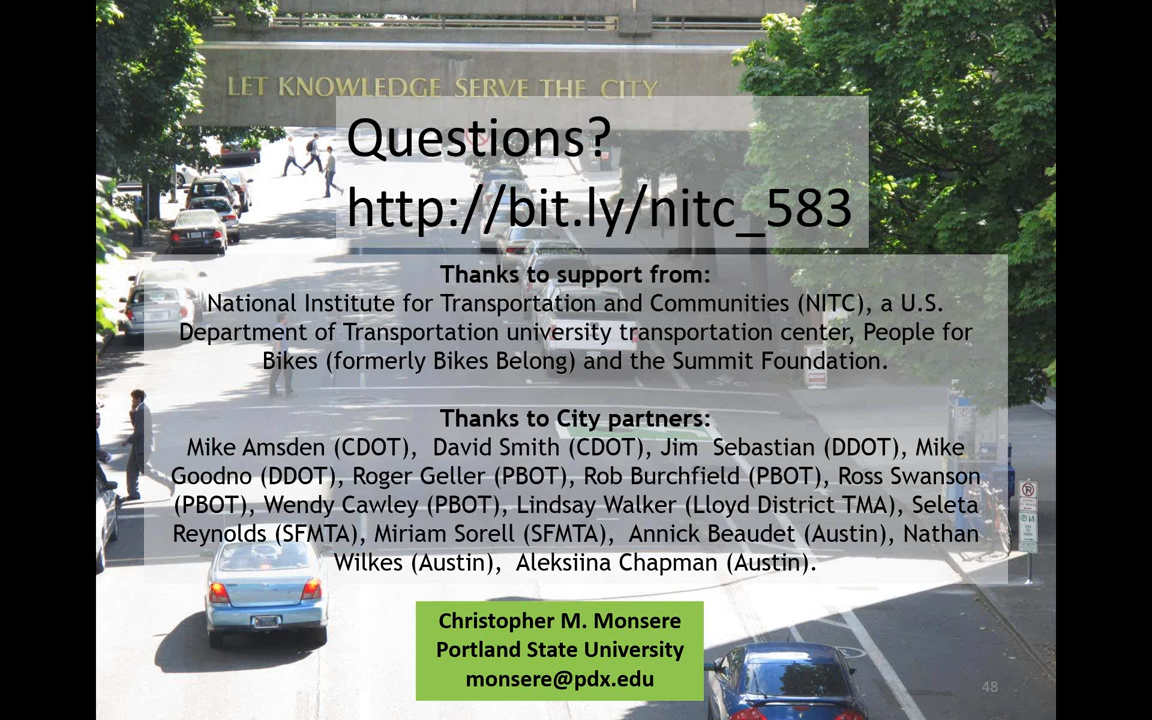 LET KNOWLEDGE SERVE THE CITY
Questions?
http://bit.ly/nitc_583
Thanks to support from:
National Institute for Transportation and Communities (NITC), a U.S.
Department of Transportation university transportation center, People for
Bikes (formerly Bikes Belong) and the Summit Foundation.
Thanks to City partners:
Mike Amsden (CDOT),  David Smith (CDOT), Jim  Sebastian (DDOT), Mike
Goodno (DDOT), Roger Geller (PBOT), Rob Burchfield (PBOT), Ross Swanson
(PBOT), Wendy Cawley (PBOT), Lindsay Walker (Lloyd District TMA), Seleta
Reynolds (SFMTA), Miriam Sorell (SFMTA),  Annick Beaudet (Austin), Nathan
Wilkes (Austin),  Aleksiina Chapman (Austin).
Christopher M. Monsere
Portland State University
monsere@pdx.edu
48